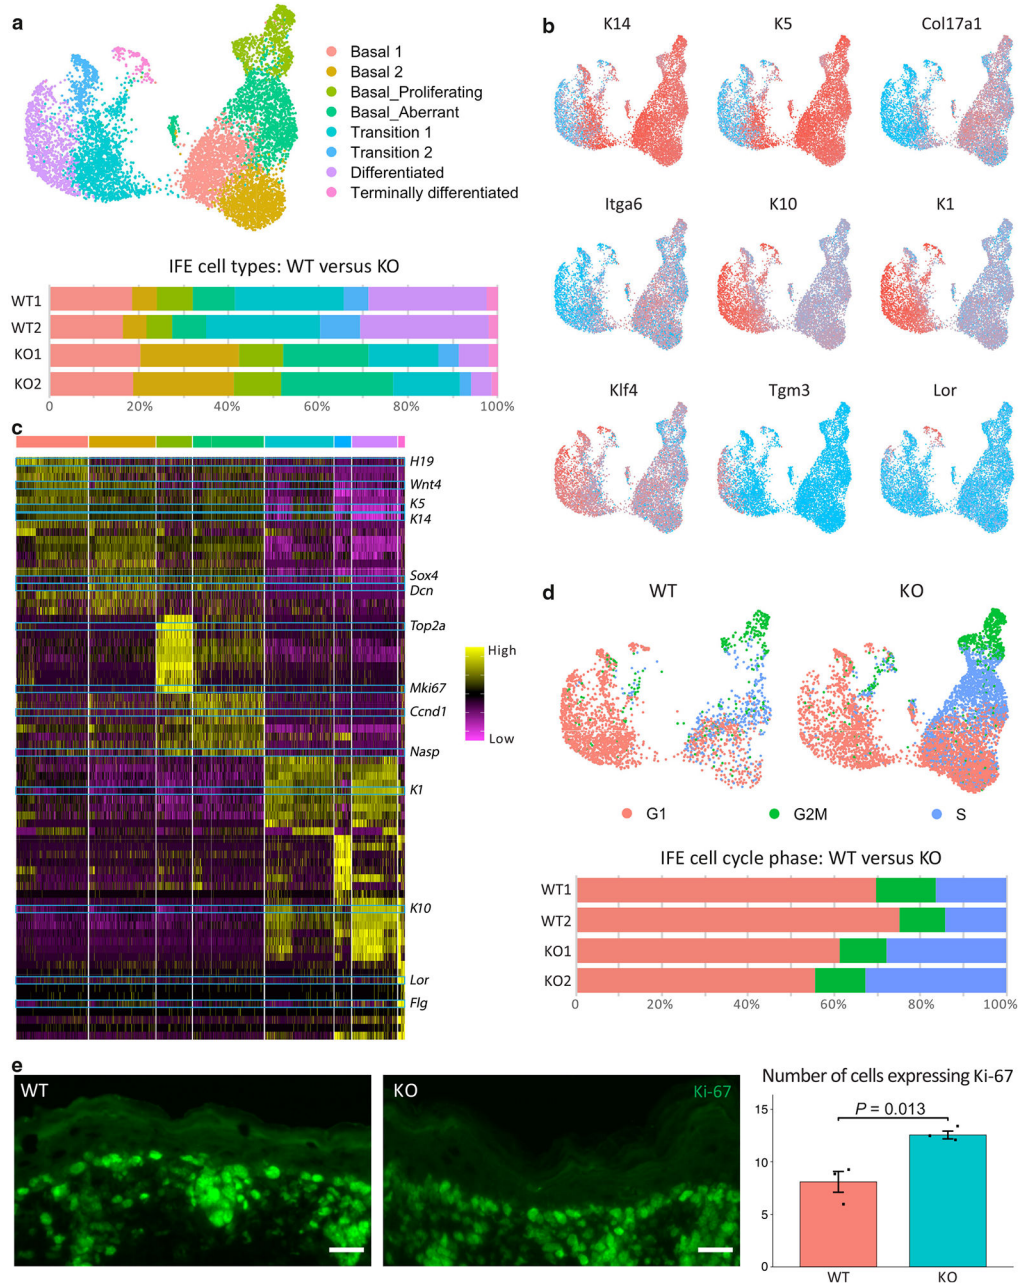 a
Basal 1
Basal 2
Basal_Proliferating
Basal_Aberrant
Transition 1
Transition 2
Differentiated
Terminally differentiated
IFE cell types: WT versus KO
WT1
WT2
KO1
KO2
0 20% 40% 60% 80% 100%
b
K14 K5 Col17a1
Itga6 K10 K1
Klf4 Tgm3 Lor
c
H19
Wnt4
K5
K14
Sox4
Dcn
Top2a
Mki67
Ccnd1
Nasp
K1
K10
Lor
Flg
High
Low
d
WT KO
G1 G2M S
IFE cell cycle phase: WT versus KO
WT1
WT2
KO1
KO2
0 20% 40% 60% 80% 100%
e
WT
KO
Ki-67
Number of cells expressing Ki-67
P = 0.013
15
10
5
0
WT KO